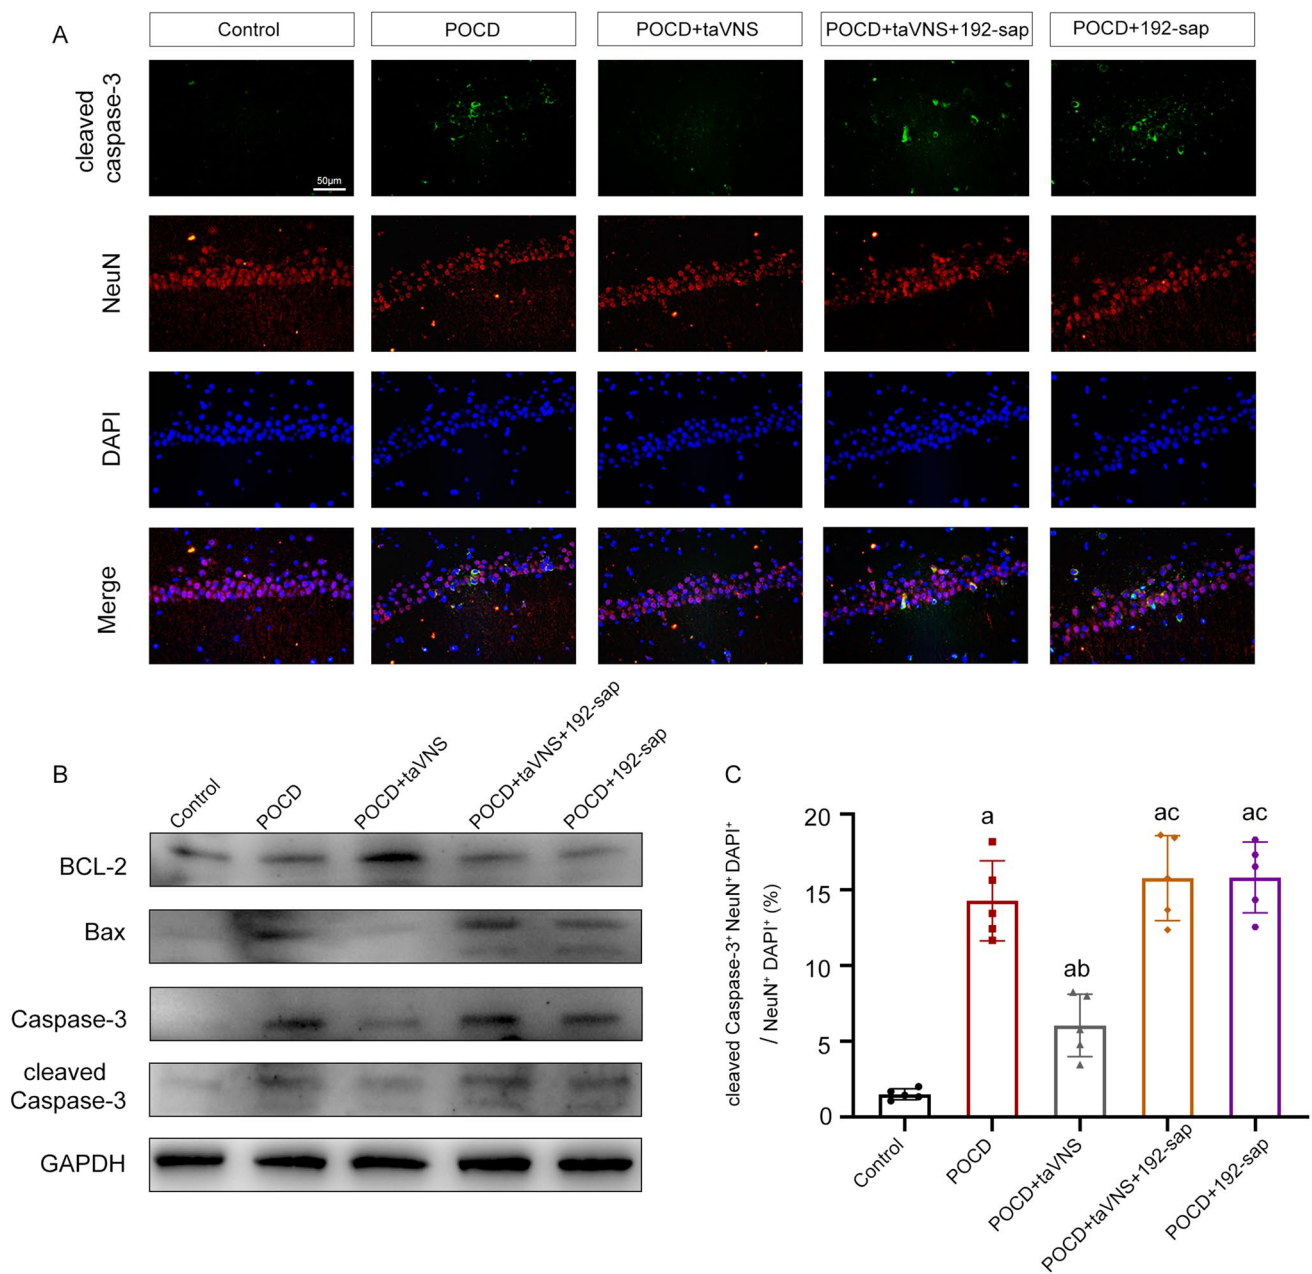 A
Control
POCD
POCD+taVNS
POCD+taVNS+192-sap
POCD+192-sap
cleaved
caspase-3
50μm
NeuN
DAPI
Merge
B
Control
POCD
POCD+taVNS
POCD+taVNS+192-sap
POCD+192-sap
BCL-2
Bax
Caspase-3
cleaved
Caspase-3
GAPDH
C
cleaved Caspase-3⁺ NeuN⁺ DAPI⁺
/ NeuN⁺ DAPI⁺ (%)
20
15
10
5
0
a
ab
ac
ac
Control
POCD
POCD+taVNS
POCD+taVNS+192-sap
POCD+192-sap